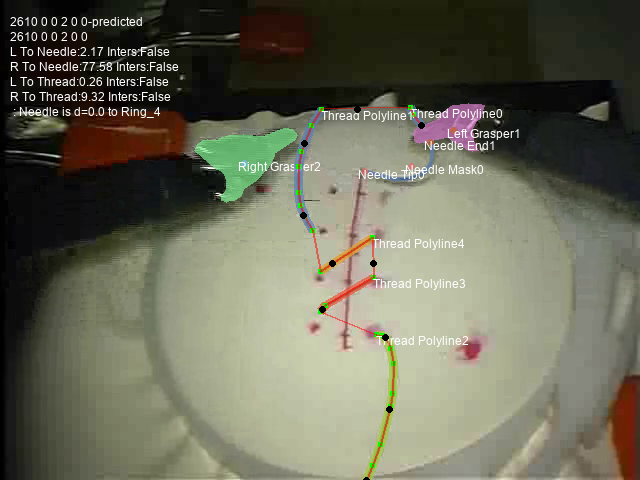 2610 0 0 2 0 0-predicted
2610 0 0 2 0 0
L To Needle:2.17 Inters:False
R To Needle:77.58 Inters:False
L To Thread:0.26 Inters:False
R To Thread:9.32 Inters:False
: Needle is d=0.0 to Ring_4
Thread Polyline1
Thread Polyline0
Left Grasper1
Needle End1
Right Grasper2
Needle Tip0
Needle Mask0
Thread Polyline4
Thread Polyline3
Thread Polyline2